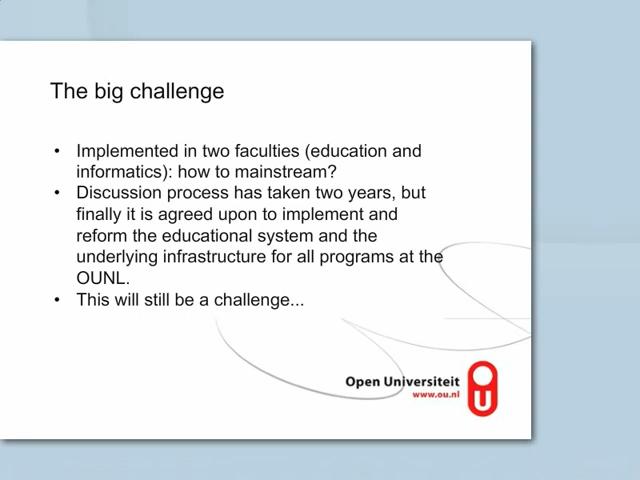 The big challenge
• Implemented in two faculties (education and
informatics): how to mainstream?
• Discussion process has taken two years, but
finally it is agreed upon to implement and
reform the educational system and the
underlying infrastructure for all programs at the
OUNL.
• This will still be a challenge...
Open Universiteit
www.ou.nl